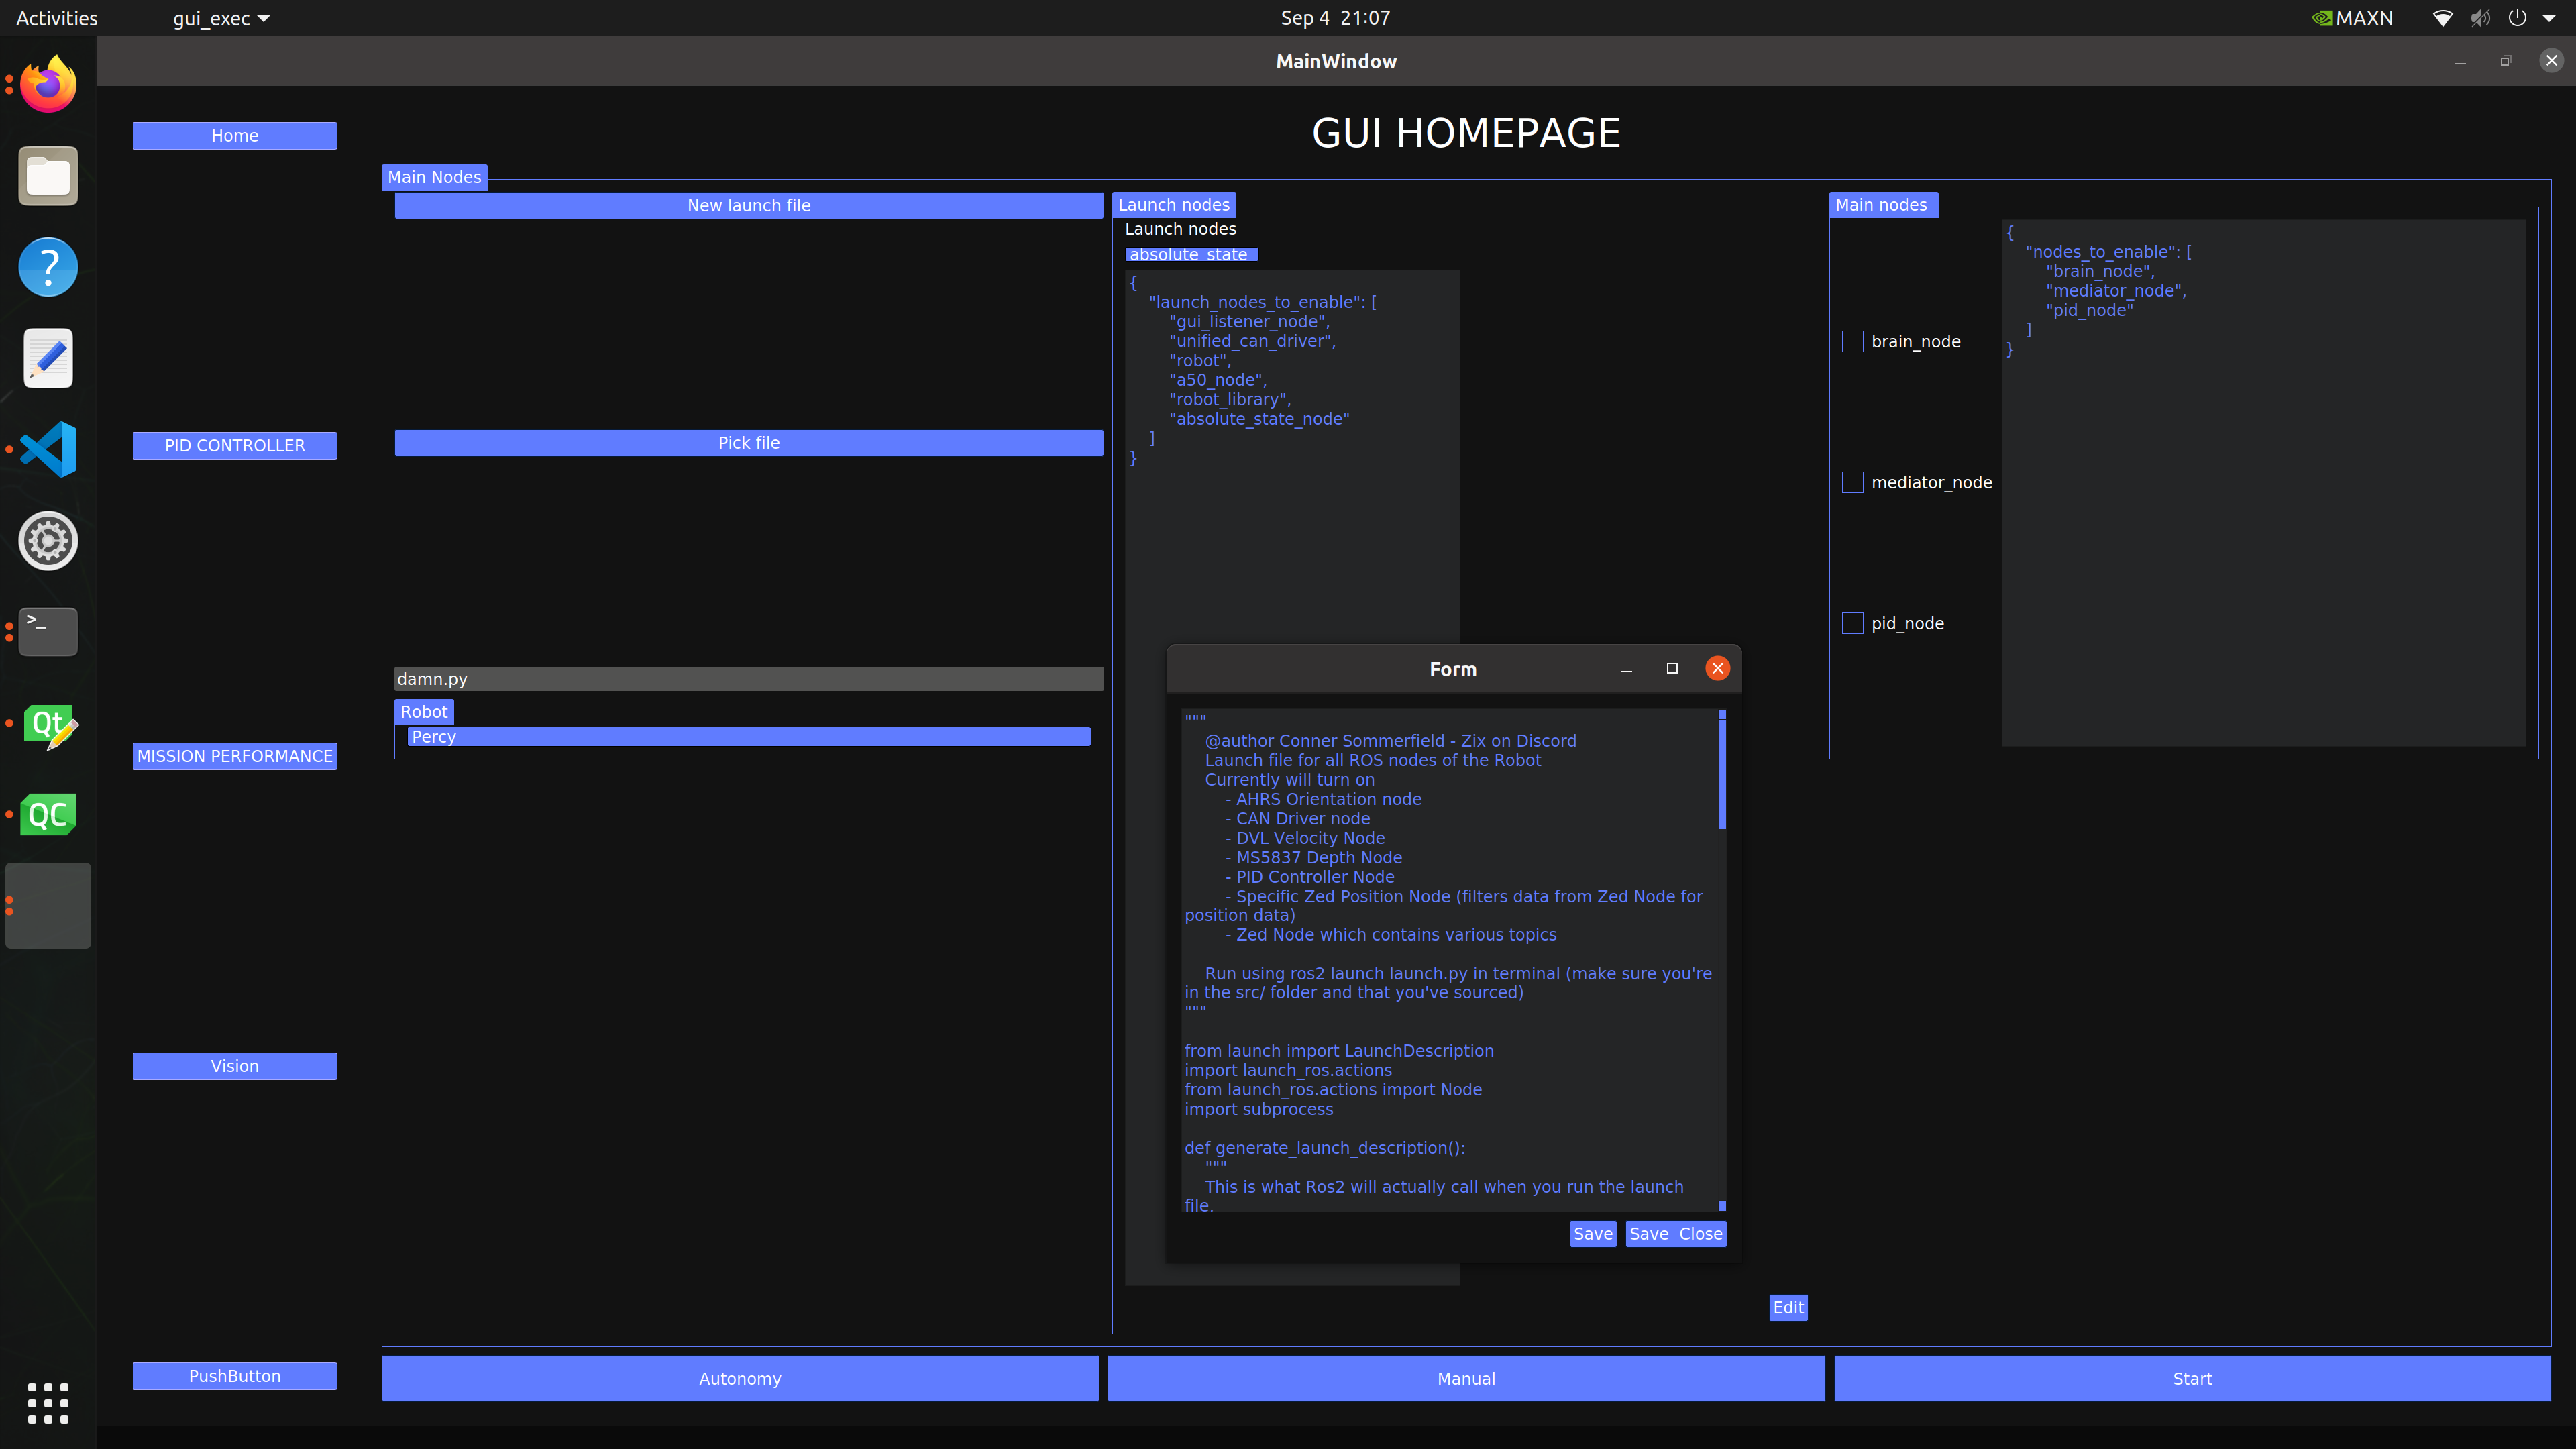 Activities
gui_exec
Sep 4 21:07
MAXN
MainWindow
GUI HOMEPAGE
Home
PID CONTROLLER
MISSION PERFORMANCE
Vision
PushButton
Main Nodes
New launch file
Pick file
damn.py
Robot
Percy
Launch nodes
Launch nodes
absolute_state
{
"launch_nodes_to_enable": [
"gui_listener_node",
"unified_can_driver",
"robot",
"a50_node",
"robot_library",
"absolute_state_node"
]
}
Edit
Main nodes
brain_node
mediator_node
pid_node
{
"nodes_to_enable": [
"brain_node",
"mediator_node",
"pid_node"
]
}
Form
"""
@author Conner Sommerfield - Zix on Discord
Launch file for all ROS nodes of the Robot
Currently will turn on
- AHRS Orientation node
- CAN Driver node
- DVL Velocity Node
- MS5837 Depth Node
- PID Controller Node
- Specific Zed Position Node (filters data from Zed Node for
position data)
- Zed Node which contains various topics
Run using ros2 launch launch.py in terminal (make sure you're
in the src/ folder and that you've sourced)
"""
from launch import LaunchDescription
import launch_ros.actions
from launch_ros.actions import Node
import subprocess
def generate_launch_description():
"""
This is what Ros2 will actually call when you run the launch
file.
Save
Save _Close
Autonomy
Manual
Start
Qt
QC
>_
?